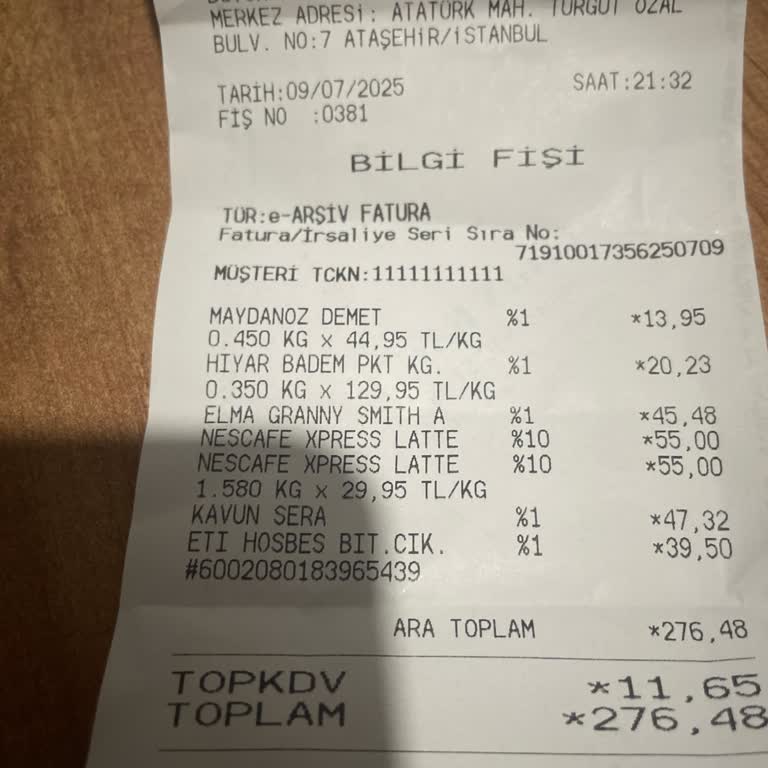 MERKEZ ADRESİ: ATATÜRK MAH. TURGUT ÖZAL
BULV. NO:7 ATAŞEHİR/İSTANBUL
TARİH:09/07/2025 SAAT:21:32
FİŞ NO :0381
BİLGİ FİŞİ
TÜR:e-ARŞİV FATURA
Fatura/İrsaliye Seri Sıra No:
71910017356250709
MÜŞTERİ TCKN:11111111111
MAYDANOZ DEMET %1 *13,95
0.450 KG x 44,95 TL/KG
HIYAR BADEM PKT KG. %1 *20,23
0.350 KG x 129,95 TL/KG
ELMA GRANNY SMITH A %1 *45,48
NESCAFE XPRESS LATTE %10 *55,00
NESCAFE XPRESS LATTE %10 *55,00
1.580 KG x 29,95 TL/KG
KAVUN SERA %1 *47,32
ETI HOSBES BIT.CIK. %1 *39,50
#6002080183965439
ARA TOPLAM *276,48
TOPKDV *11,65
TOPLAM *276,48